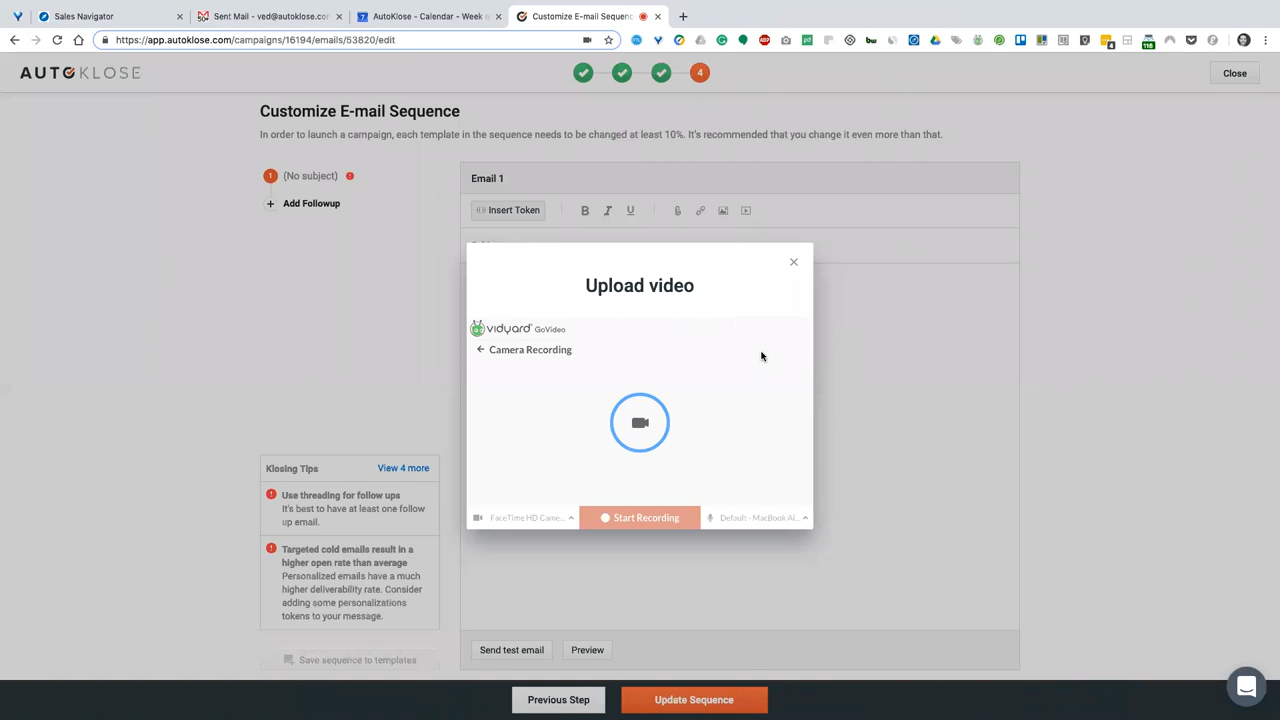 Sales Navigator
Sent Mail - ved@autoklose.con
AutoKlose - Calendar - Week o
Customize E-mail Sequenc
https://app.autoklose.com/campaigns/16194/emails/53820/edit
AUTOKLOSE
4
Close
Customize E-mail Sequence
In order to launch a campaign, each template in the sequence needs to be changed at least 10%. It's recommended that you change it even more than that.
1 (No subject)
+ Add Followup
Email 1
Insert Token
B I U
Upload video
vidyard GoVideo
Camera Recording
FaceTime HD Came...
Start Recording
Default - MacBook Ai...
Klosing Tips
View 4 more
Use threading for follow ups
It's best to have at least one follow
up email.
Targeted cold emails result in a
higher open rate than average
Personalized emails have a much
higher deliverability rate. Consider
adding some personalizations
tokens to your message.
Save sequence to templates
Send test email
Preview
Previous Step
Update Sequence